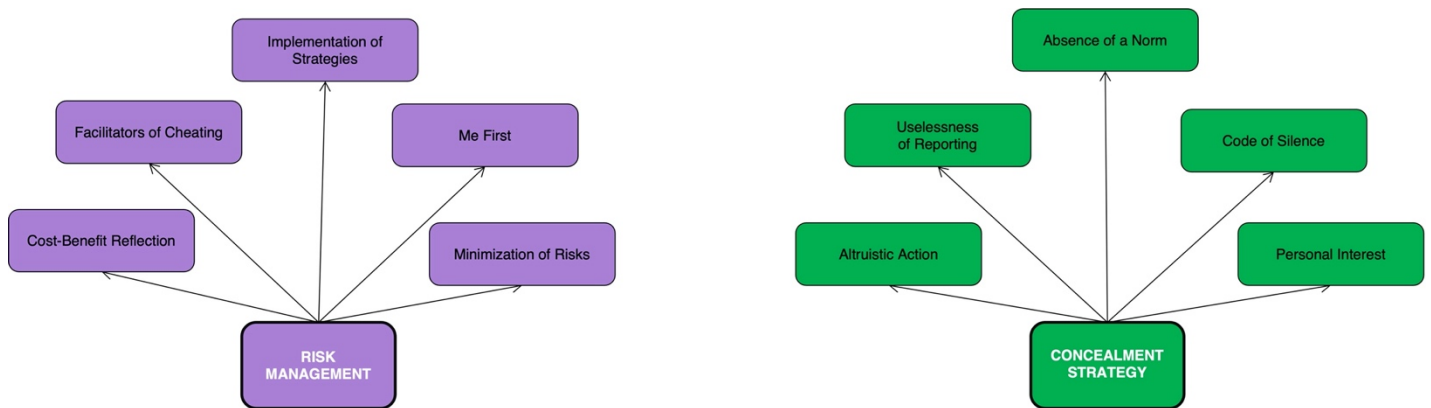 Implementation of
Strategies
Facilitators of Cheating
Me First
Cost-Benefit Reflection
Minimization of Risks
RISK
MANAGEMENT
Absence of a Norm
Uselessness
of Reporting
Code of Silence
Altruistic Action
Personal Interest
CONCEALMENT
STRATEGY